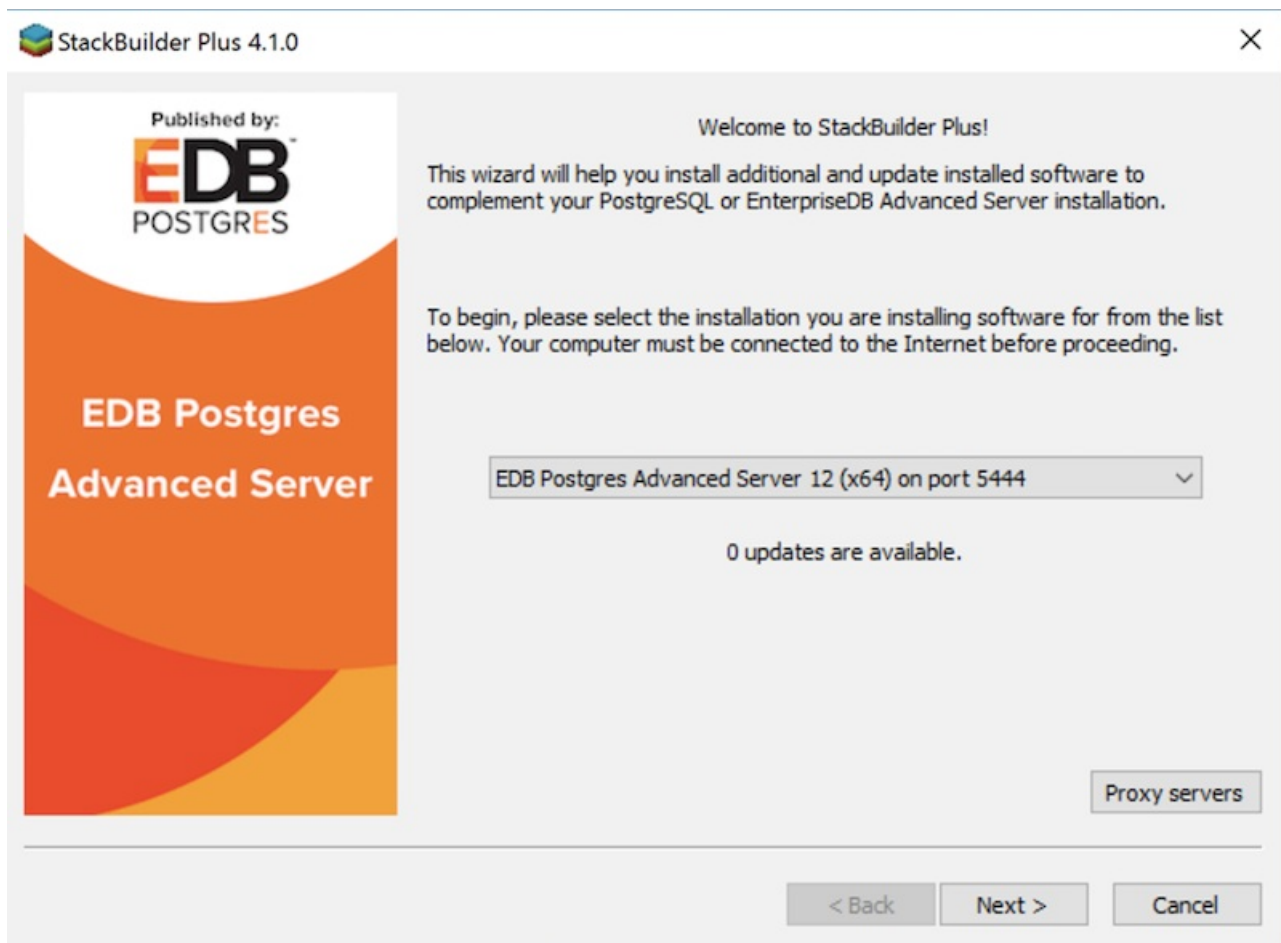 StackBuilder Plus 4.1.0
Published by:
EDB™
POSTGRES
EDB Postgres
Advanced Server
Welcome to StackBuilder Plus!
This wizard will help you install additional and update installed software to
complement your PostgreSQL or EnterpriseDB Advanced Server installation.
To begin, please select the installation you are installing software for from the list
below. Your computer must be connected to the Internet before proceeding.
EDB Postgres Advanced Server 12 (x64) on port 5444
0 updates are available.
Proxy servers
< Back
Next >
Cancel